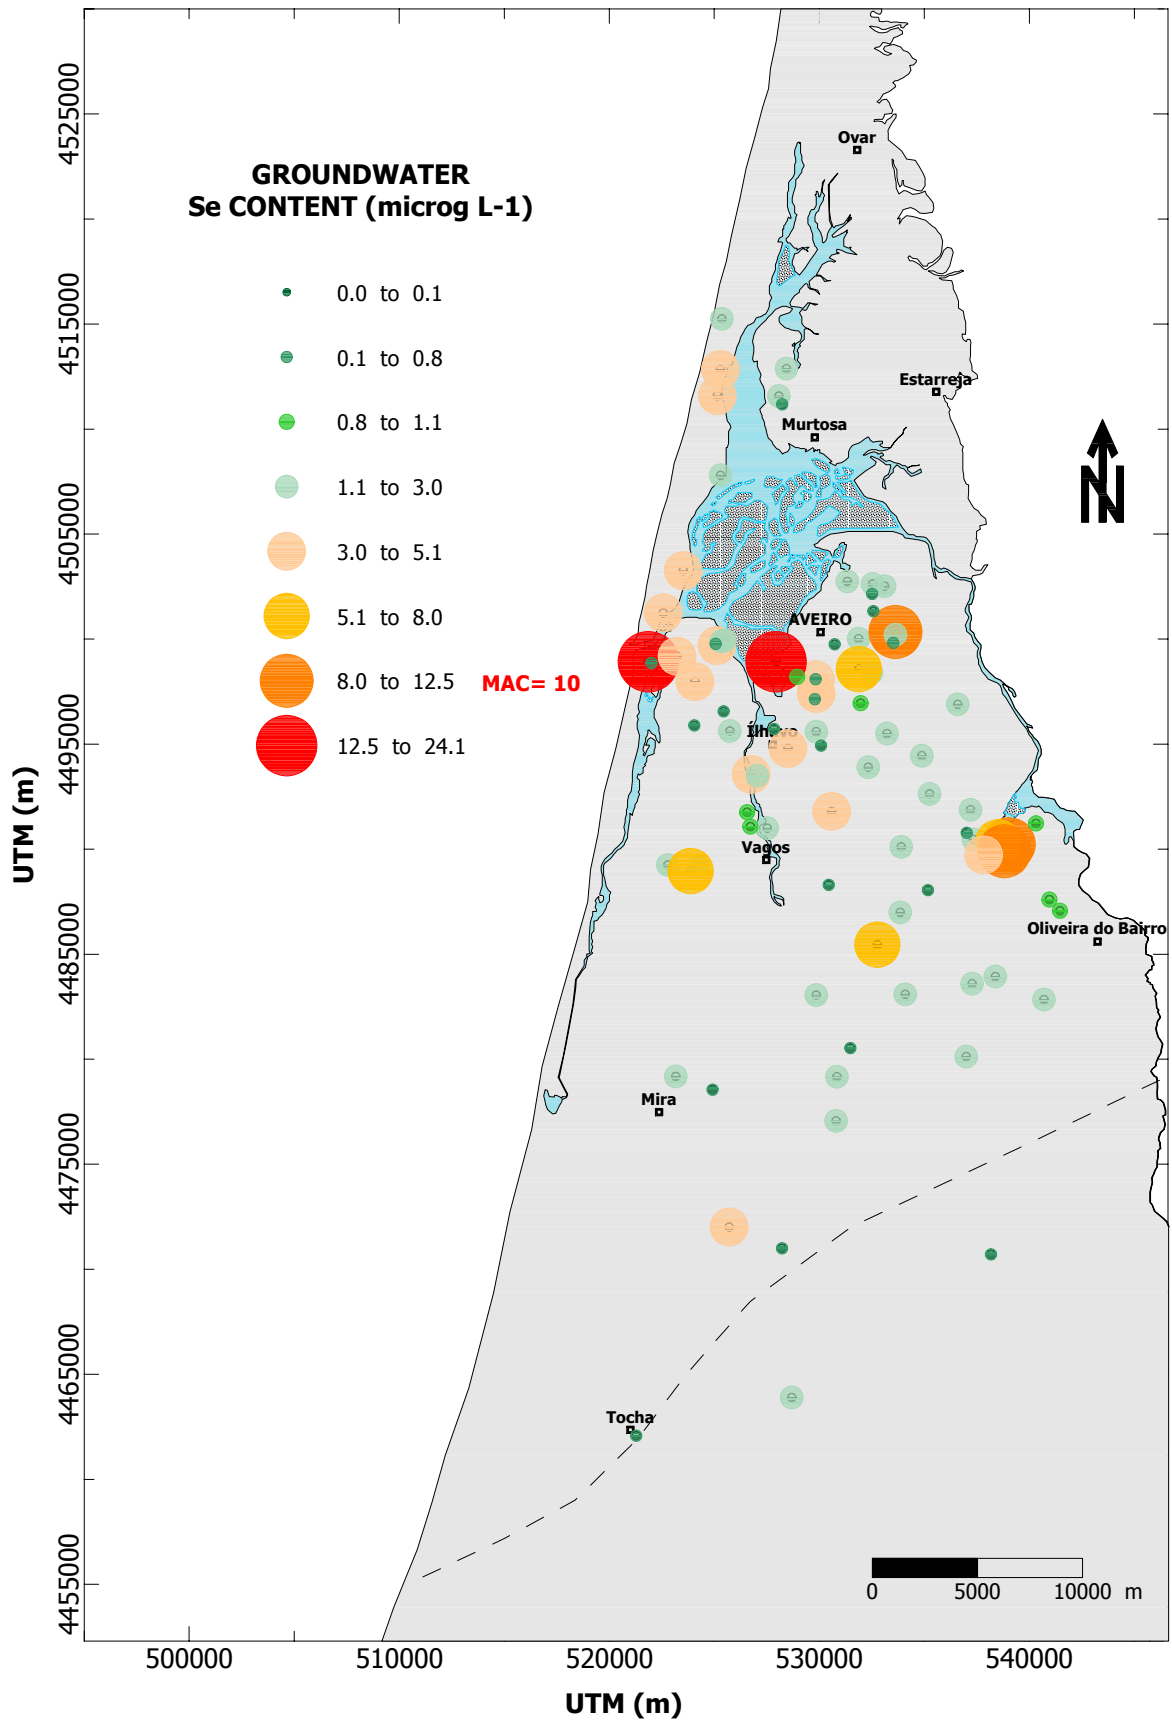 GROUNDWATER
Se CONTENT (microg L-1)
0.0 to 0.1
0.1 to 0.8
0.8 to 1.1
1.1 to 3.0
3.0 to 5.1
5.1 to 8.0
8.0 to 12.5 MAC= 10
12.5 to 24.1
Ovar
Estarreja
Murtosa
N
AVEIRO
Vagos
Oliveira do Bairro
Mira
Tocha
0 5000 10000 m
4525000
4515000
4505000
4495000
4485000
4475000
4465000
4455000
UTM (m)
500000 510000 520000 530000 540000
UTM (m)